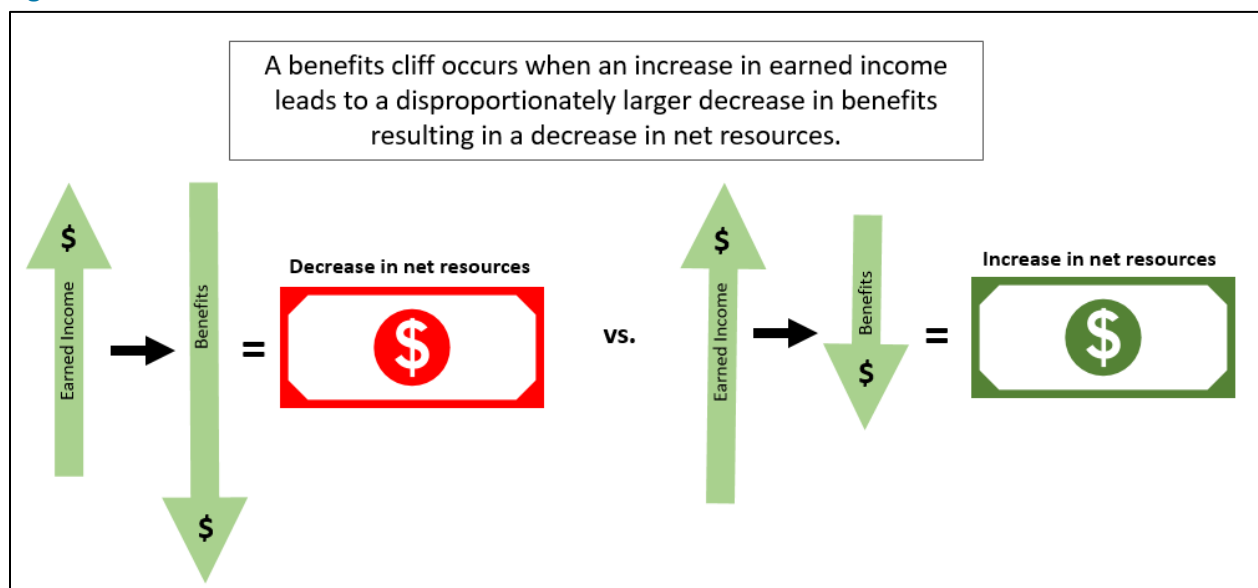 A benefits cliff occurs when an increase in earned income
leads to a disproportionately larger decrease in benefits
resulting in a decrease in net resources.
$
Earned Income
Benefits
$
=
Decrease in net resources
$
vs.
$
Earned Income
Benefits
$
=
Increase in net resources
$